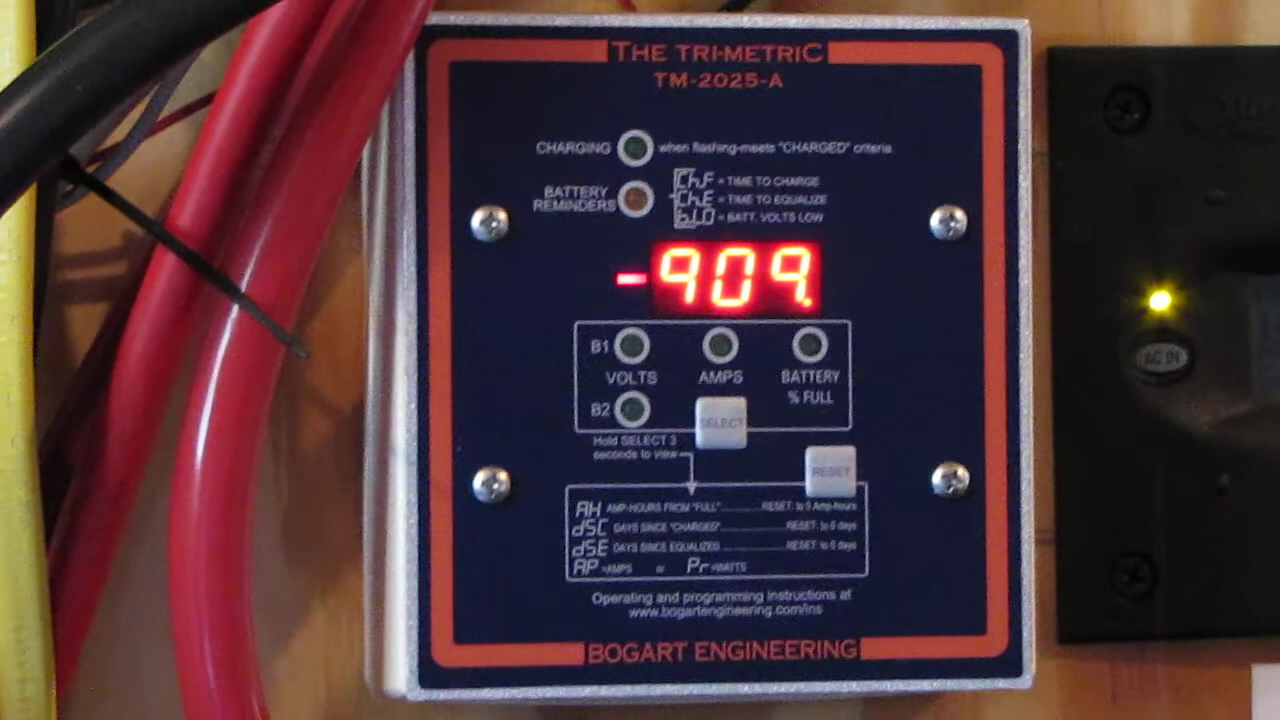 THE TRI-METRIC
TM-2025-A
CHARGING when flashing-meets "CHARGED" criteria
BATTERY REMINDERS
Ch.F = TIME TO CHARGE
Ch.E = TIME TO EQUALIZE
b.LO = BATT. VOLTS LOW
-909.
B1
VOLTS AMPS BATTERY % FULL
B2
SELECT
Hold SELECT 3
seconds to view
RESET
AH AMP-HOURS FROM "FULL" RESET: to 0 Amp-hours
dSC DAYS SINCE "CHARGED" RESET: to 0 days
dSE DAYS SINCE EQUALIZED RESET: to 0 days
AP =AMPS or Pr =WATTS
Operating and programming instructions at
www.bogartengineering.com/ins
BOGART ENGINEERING
AC IN